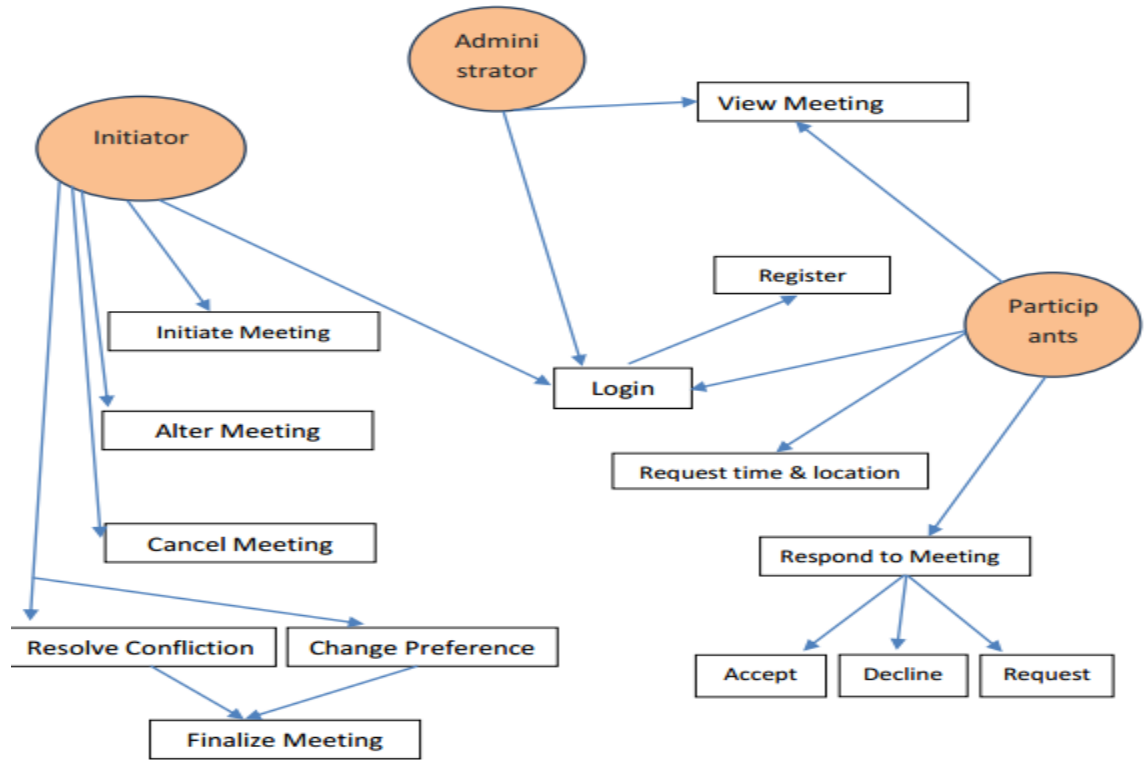 Admini
strator
View Meeting
Initiator
Register
Particip
ants
Initiate Meeting
Login
Alter Meeting
Request time & location
Cancel Meeting
Respond to Meeting
Resolve Confliction
Change Preference
Accept
Decline
Request
Finalize Meeting